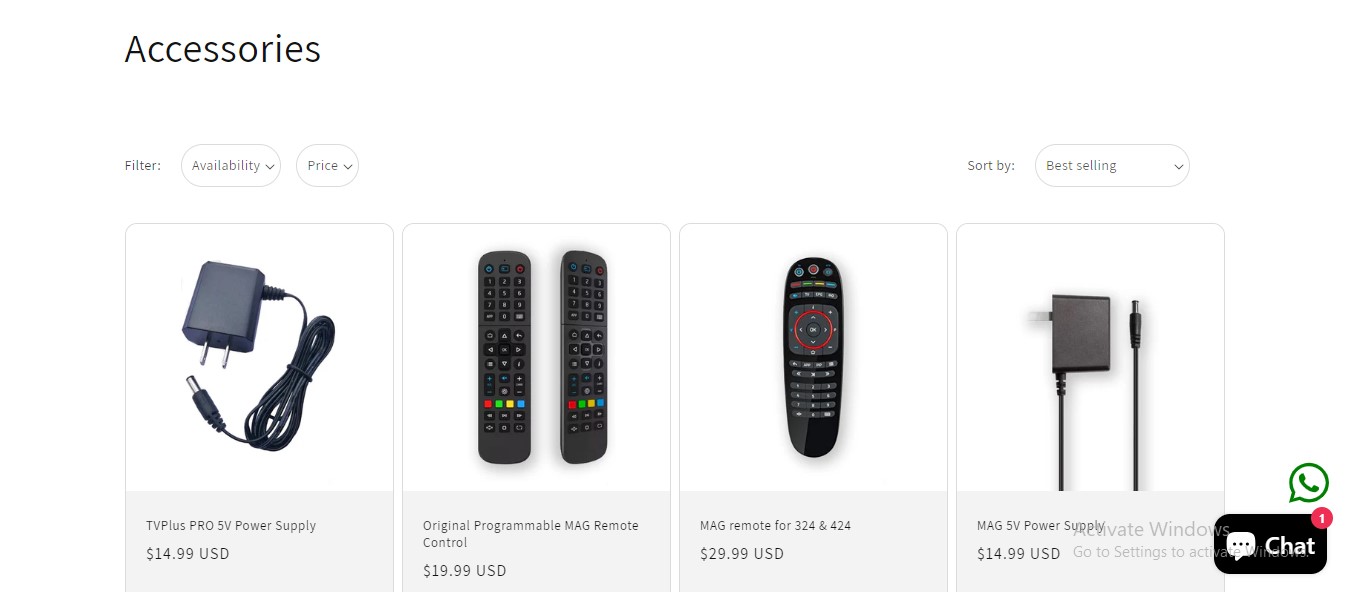 Accessories
Filter:
Availability
Price
Sort by:
Best selling
TVPlus PRO 5V Power Supply
$14.99 USD
Original Programmable MAG Remote
Control
$19.99 USD
MAG remote for 324 & 424
$29.99 USD
MAG 5V Power Supply
$14.99 USD
Activate Windows
Go to Settings to activate Windows.
1
Chat